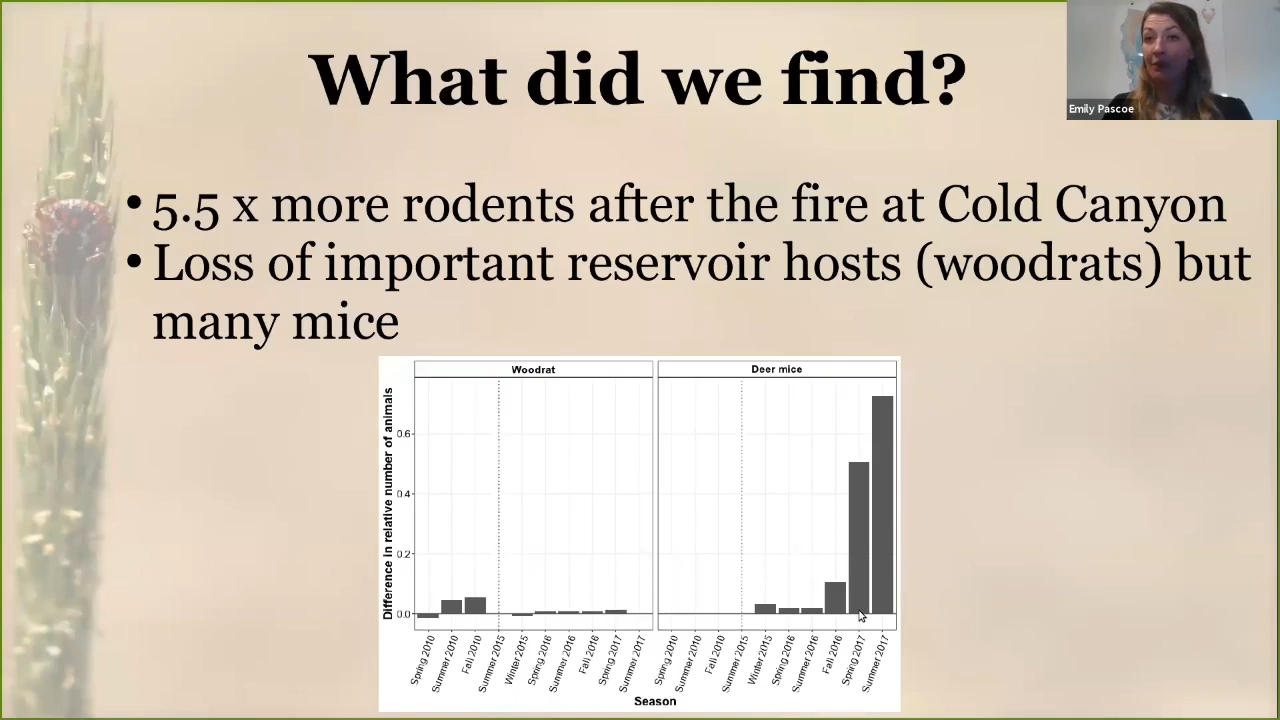 What did we find?
Emily Pascoe
• 5.5 x more rodents after the fire at Cold Canyon
• Loss of important reservoir hosts (woodrats) but
many mice
Woodrat
Deer mice
Difference in relative number of animals
0.6
0.4
0.2
0.0
Spring.2010
Summer.2010
Fall.2010
Summer.2015
Winter.2015
Spring.2016
Summer.2016
Fall.2016
Spring.2017
Summer.2017
Spring.2010
Summer.2010
Fall.2010
Summer.2015
Winter.2015
Spring.2016
Summer.2016
Fall.2016
Spring.2017
Summer.2017
Season